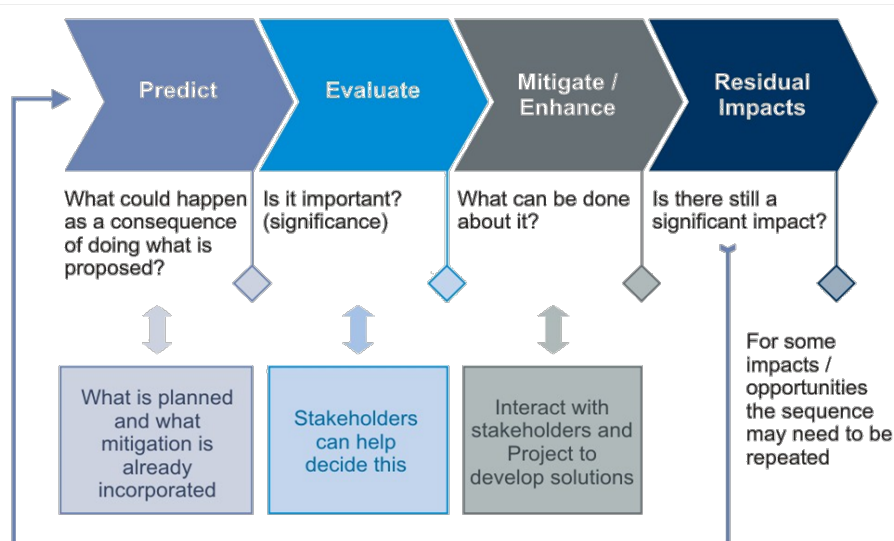 Predict
Evaluate
Mitigate /
Enhance
Residual
Impacts
What could happen
as a consequence
of doing what is
proposed?
Is it important?
(significance)
What can be done
about it?
Is there still a
significant impact?
What is planned
and what
mitigation is
already
incorporated
Stakeholders
can help
decide this
Interact with
stakeholders and
Project to
develop solutions
For some
impacts /
opportunities
the sequence
may need to be
repeated